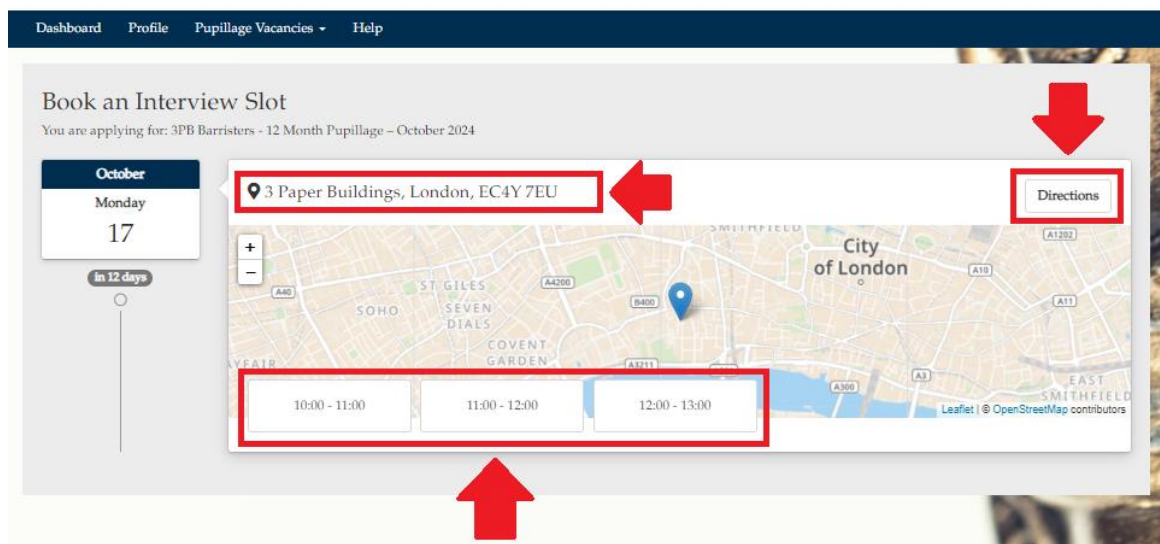 Dashboard Profile Pupillage Vacancies Help
Book an Interview Slot
You are applying for: 3PB Barristers - 12 Month Pupillage – October 2024
October
Monday
17
in 12 days
3 Paper Buildings, London, EC4Y 7EU
Directions
+
−
SMITHFIELD
City
of London
A1202
A10
A11
A40
ST GILES
A4200
B400
SOHO
SEVEN
DIALS
COVENT
GARDEN
AYFAIR
A3211
A3
A300
EAST
SMITHFIELD
10:00 - 11:00 11:00 - 12:00 12:00 - 13:00
Leaflet | © OpenStreetMap contributors